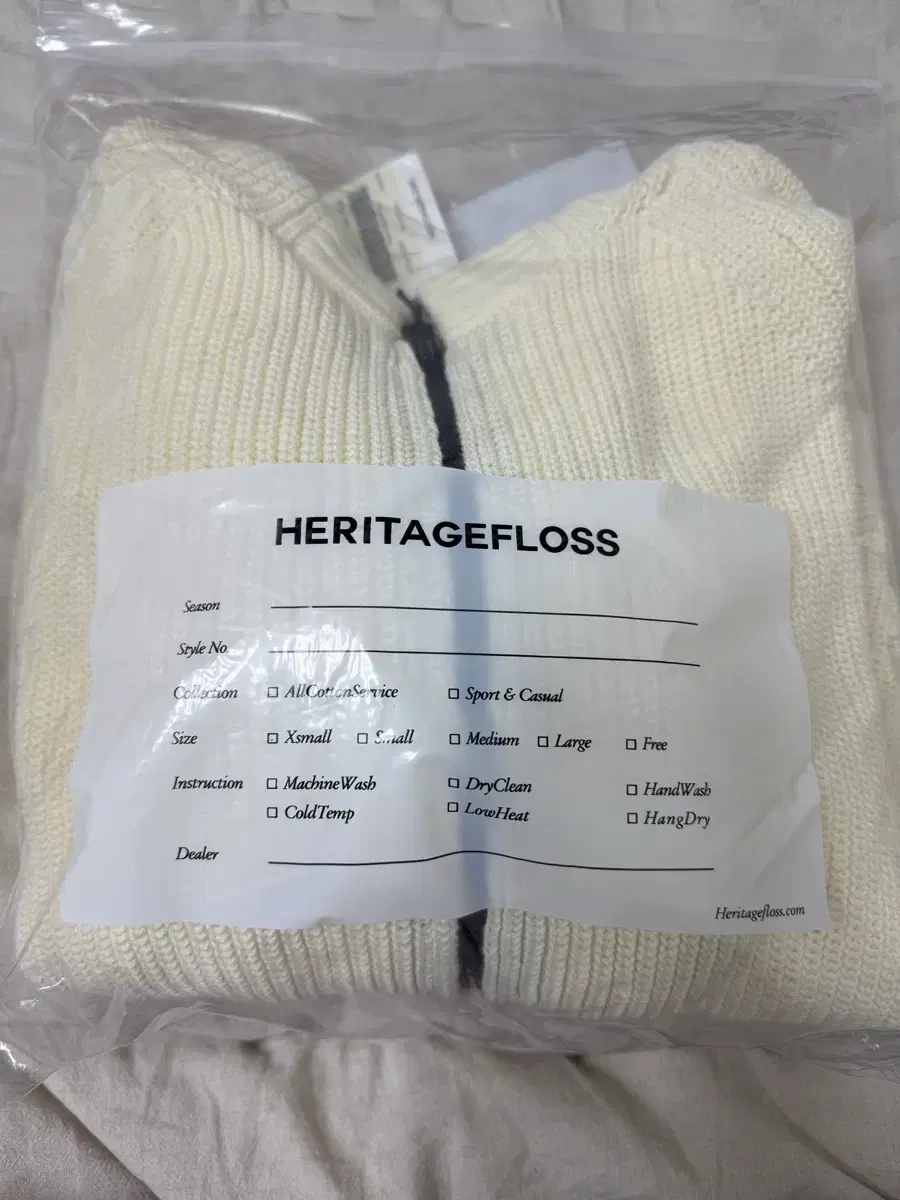 HERITAGEFLOSS
Season
Style No.
Collection ☐ AllCottonService ☐ Sport & Casual
Size ☐ Xsmall ☐ Small ☐ Medium ☐ Large ☐ Free
Instruction ☐ MachineWash ☐ DryClean ☐ HandWash
☐ ColdTemp ☐ LowHeat ☐ HangDry
Dealer
Heritagefloss.com